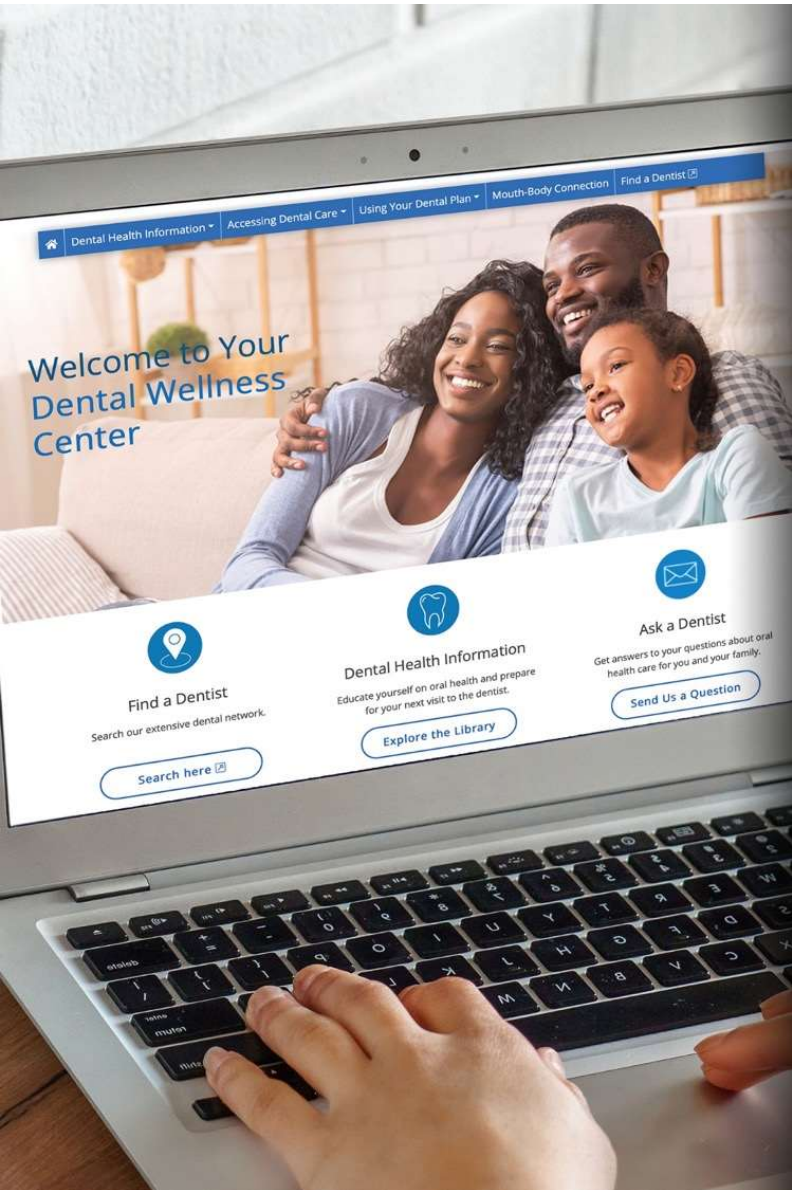 Dental Health Information
Accessing Dental Care
Using Your Dental Plan
Mouth-Body Connection
Find a Dentist
Welcome to Your
Dental Wellness
Center
Find a Dentist
Search our extensive dental network.
Search here
Dental Health Information
Educate yourself on oral health and prepare
for your next visit to the dentist.
Explore the Library
Ask a Dentist
Get answers to your questions about oral
health care for you and your family.
Send Us a Question